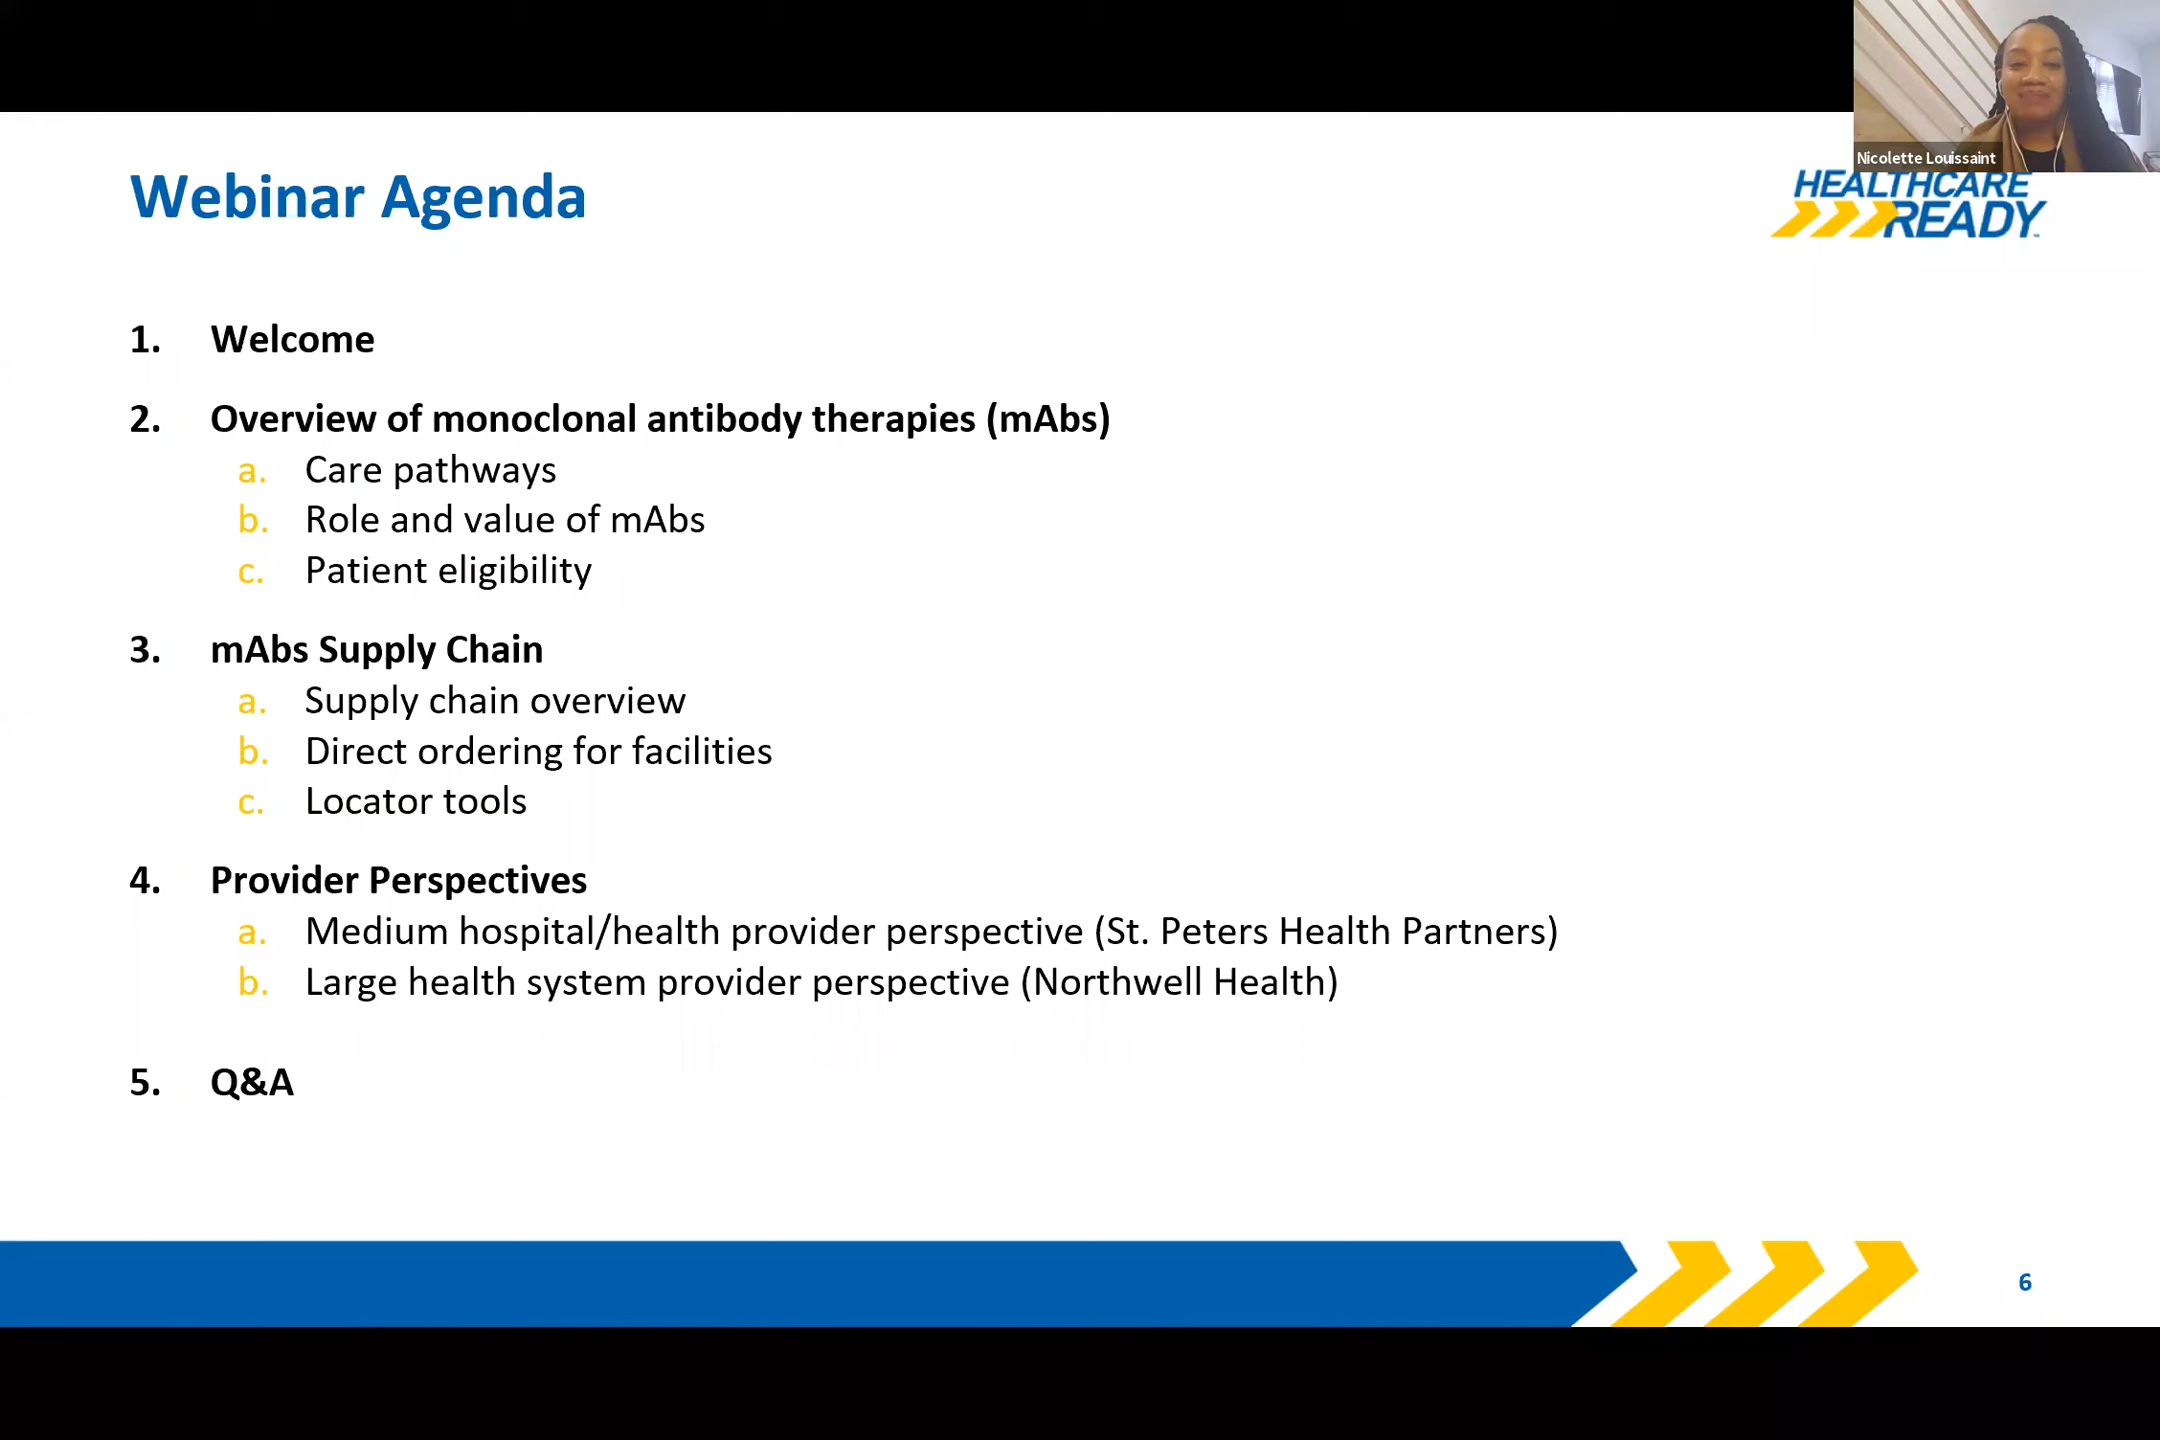 Nicolette Louissaint
Webinar Agenda
HEALTHCARE
READY™
1. Welcome
2. Overview of monoclonal antibody therapies (mAbs)
a. Care pathways
b. Role and value of mAbs
c. Patient eligibility
3. mAbs Supply Chain
a. Supply chain overview
b. Direct ordering for facilities
c. Locator tools
4. Provider Perspectives
a. Medium hospital/health provider perspective (St. Peters Health Partners)
b. Large health system provider perspective (Northwell Health)
5. Q&A
6